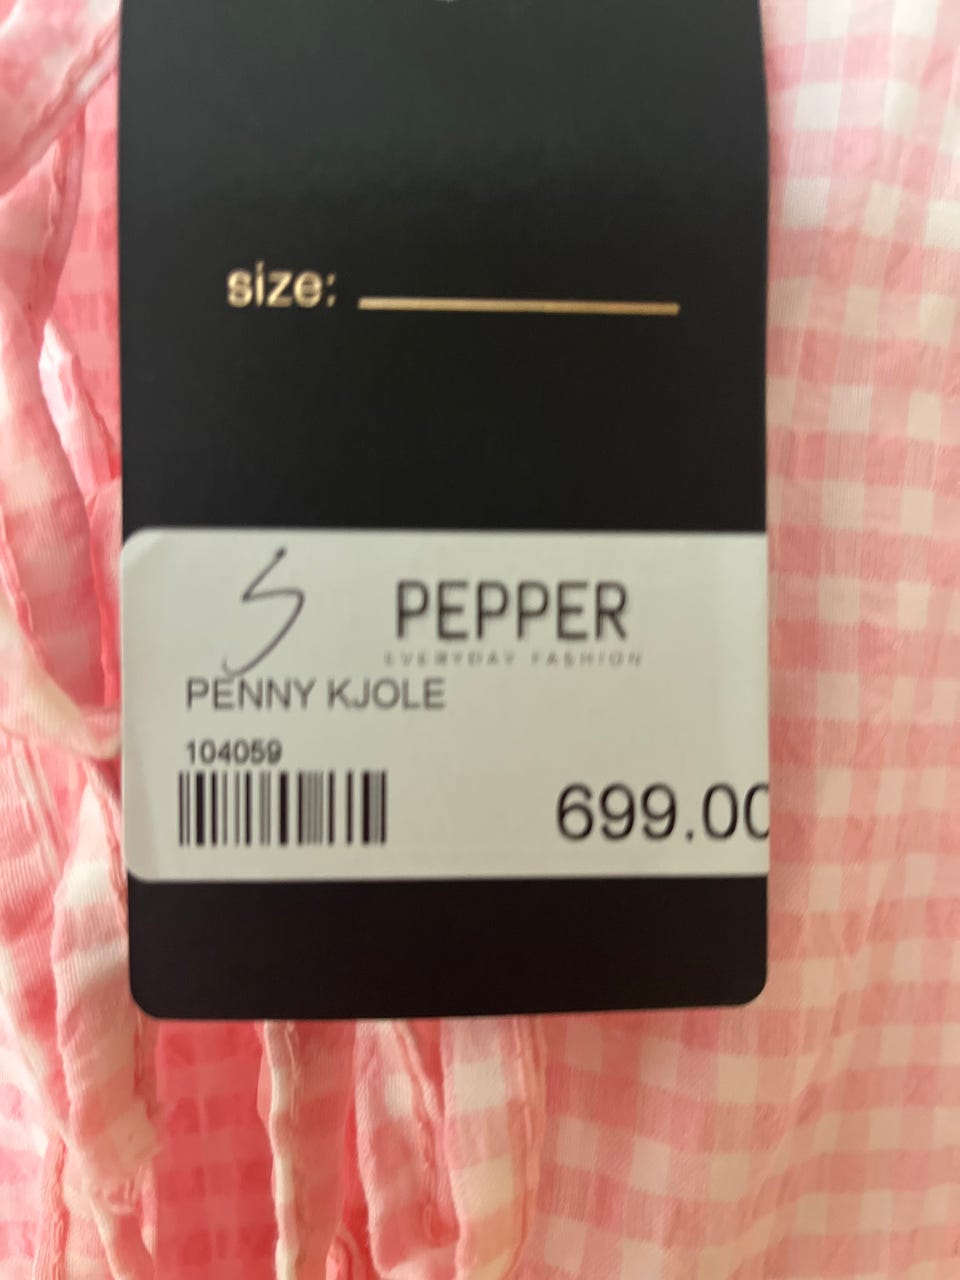 size:
S PEPPER
EVERYDAY FASHION
PENNY KJOLE
104059
699.00